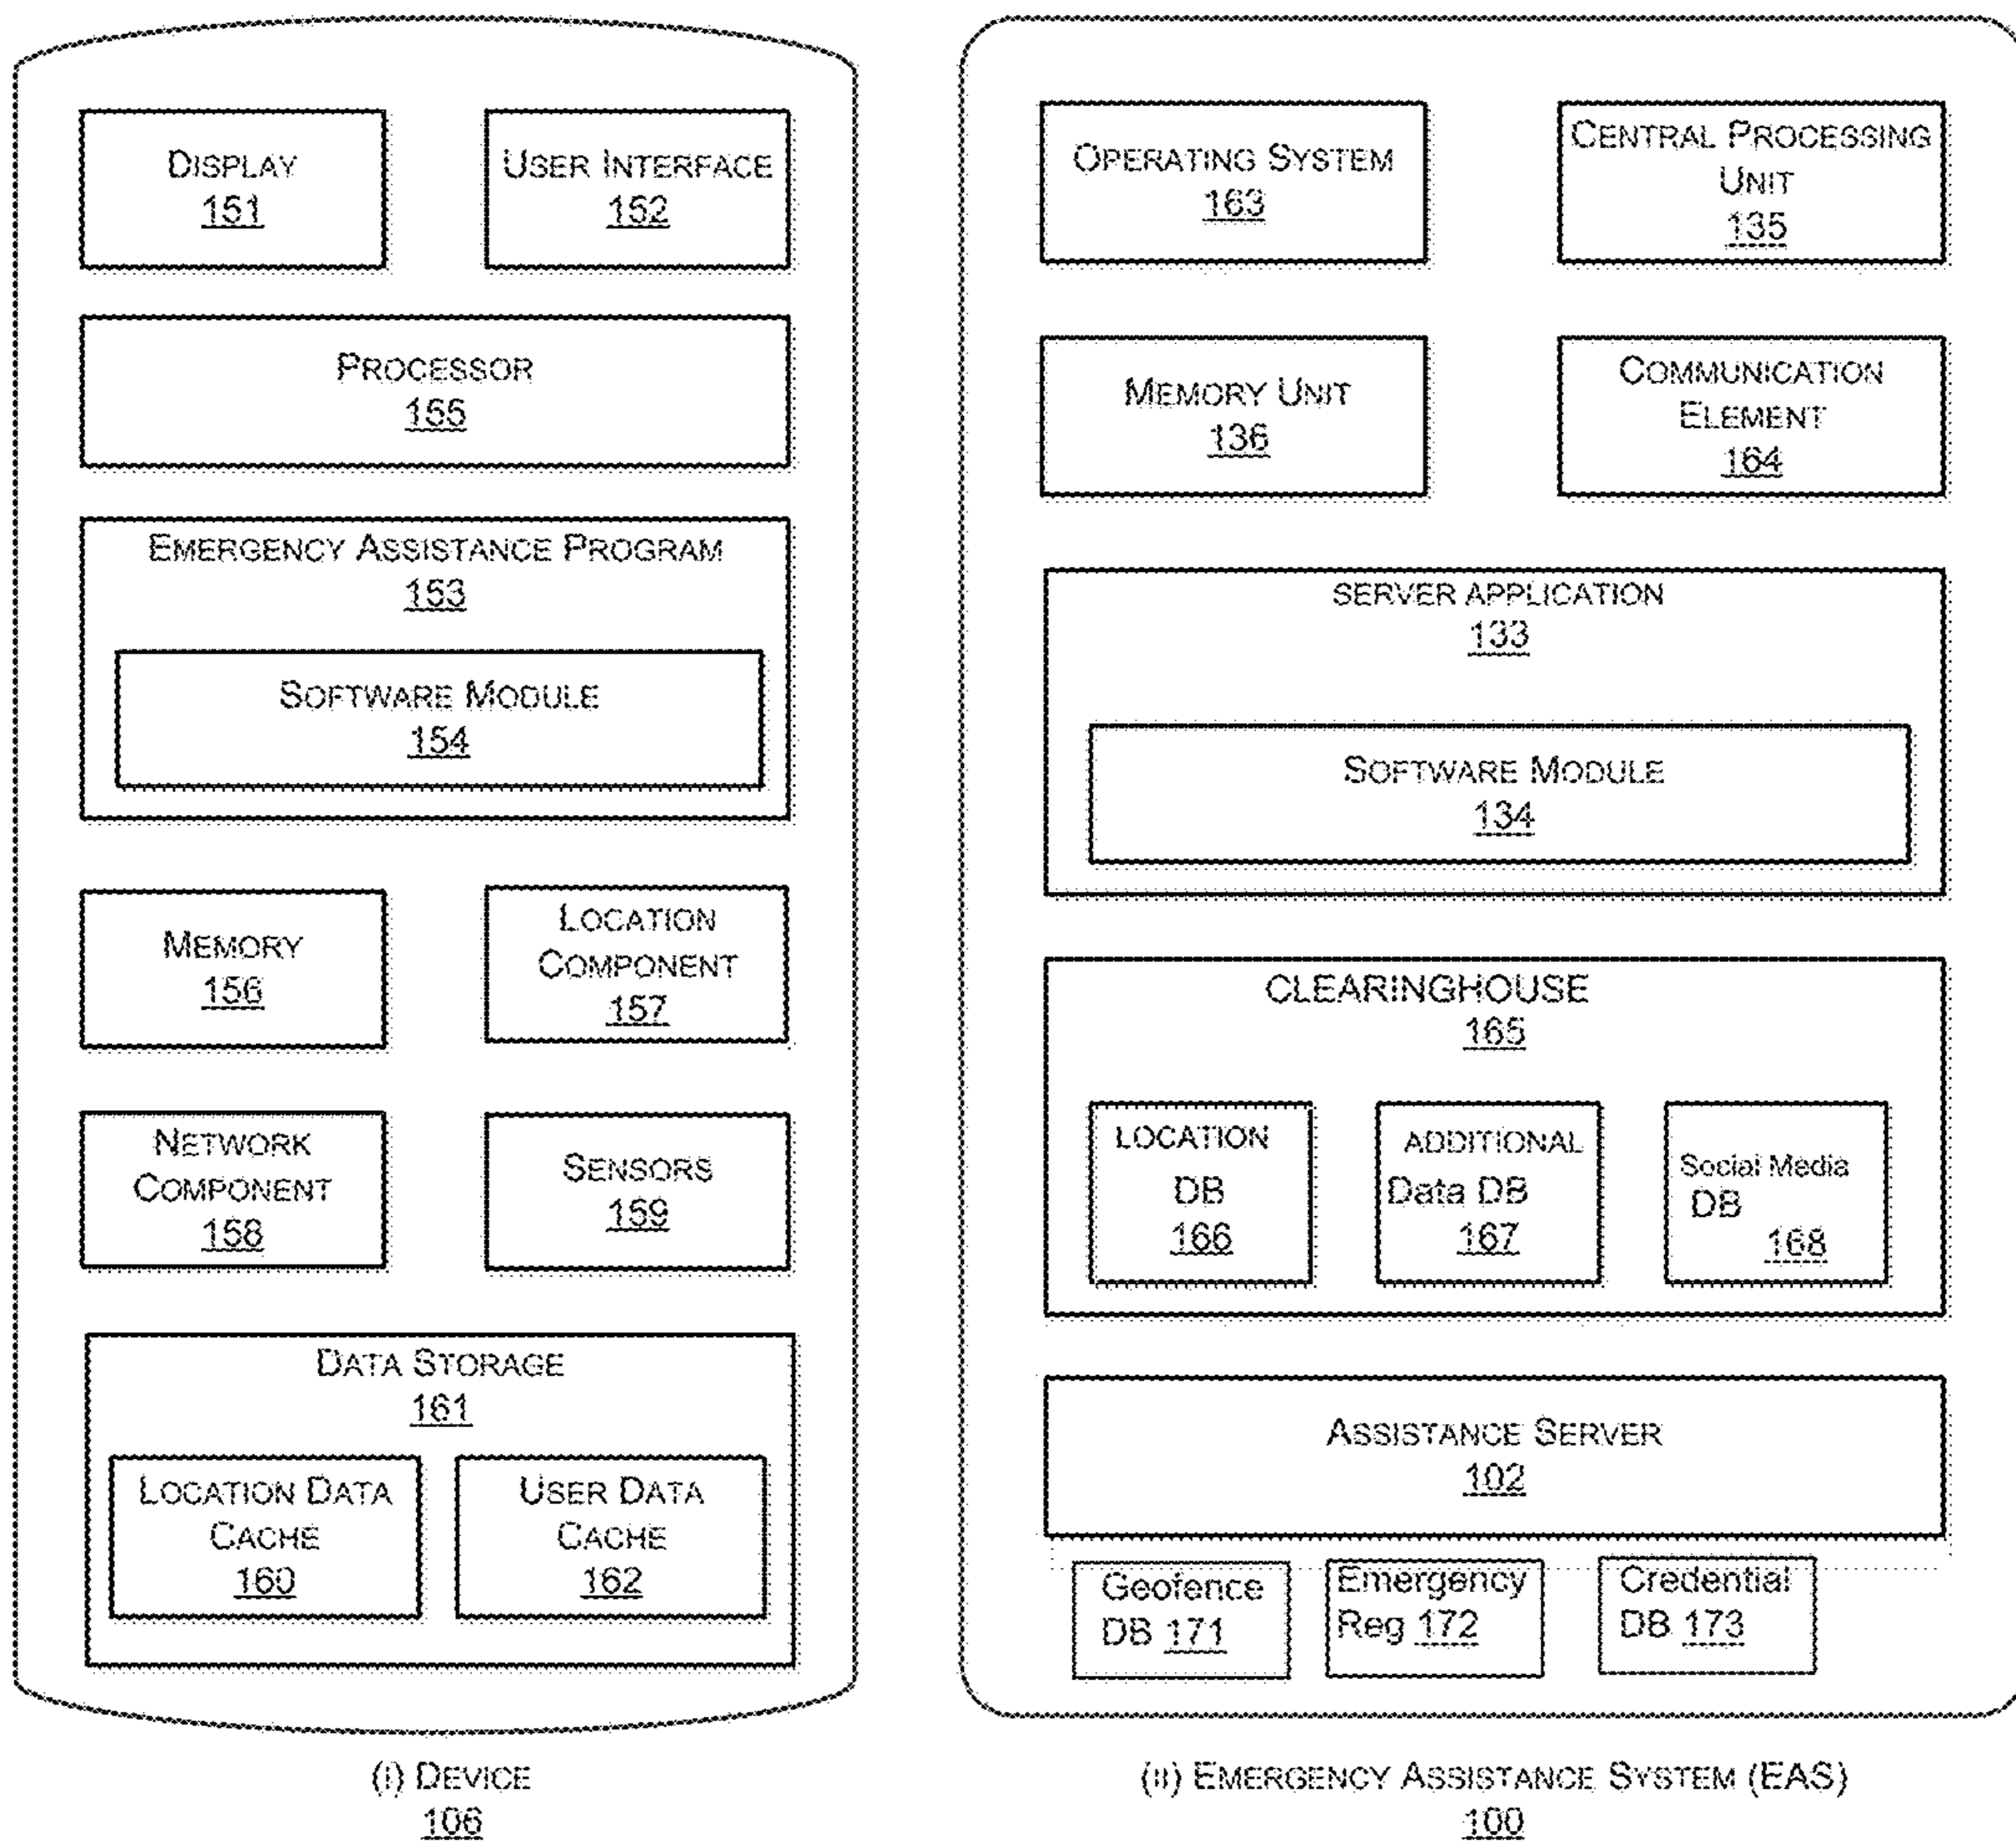 DISPLAY
151
USER INTERFACE
152
PROCESSOR
155
EMERGENCY ASSISTANCE PROGRAM
153
SOFTWARE MODULE
154
MEMORY
156
LOCATION
COMPONENT
157
NETWORK
COMPONENT
158
SENSORS
159
DATA STORAGE
161
LOCATION DATA
CACHE
160
USER DATA
CACHE
162
(i) DEVICE
106
OPERATING SYSTEM
163
CENTRAL PROCESSING
UNIT
135
MEMORY UNIT
136
COMMUNICATION
ELEMENT
164
SERVER APPLICATION
133
SOFTWARE MODULE
134
CLEARINGHOUSE
165
LOCATION
DB
166
ADDITIONAL
Data DB
167
Social Media
DB
168
ASSISTANCE SERVER
102
Geofence
DB 171
Emergency
Reg 172
Credential
DB 173
(ii) EMERGENCY ASSISTANCE SYSTEM (EAS)
100